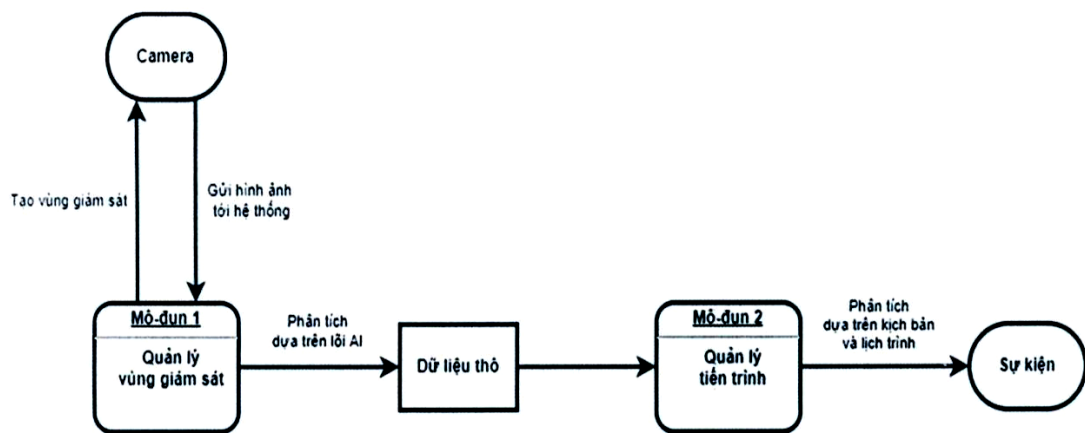 Camera
Tạo vùng giám sát
Gửi hình ảnh
tới hệ thống
Mô-đun 1
Quản lý
vùng giám sát
Phân tích
dựa trên lõi AI
Dữ liệu thô
Mô-đun 2
Quản lý
tiến trình
Phân tích
dựa trên kịch bản
và lịch trình
Sự kiện